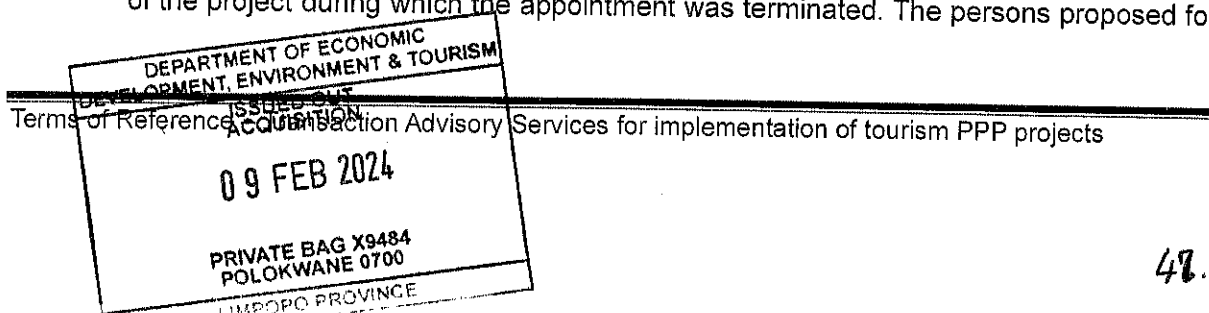 of the project during which the appointment was terminated. The persons proposed fo
DEPARTMENT OF ECONOMIC
DEVELOPMENT, ENVIRONMENT & TOURISM
ISSUED OUT
ACQUISITION
Terms of Reference: Transaction Advisory Services for implementation of tourism PPP projects
09 FEB 2024
PRIVATE BAG X9484
POLOKWANE 0700
LIMPOPO PROVINCE